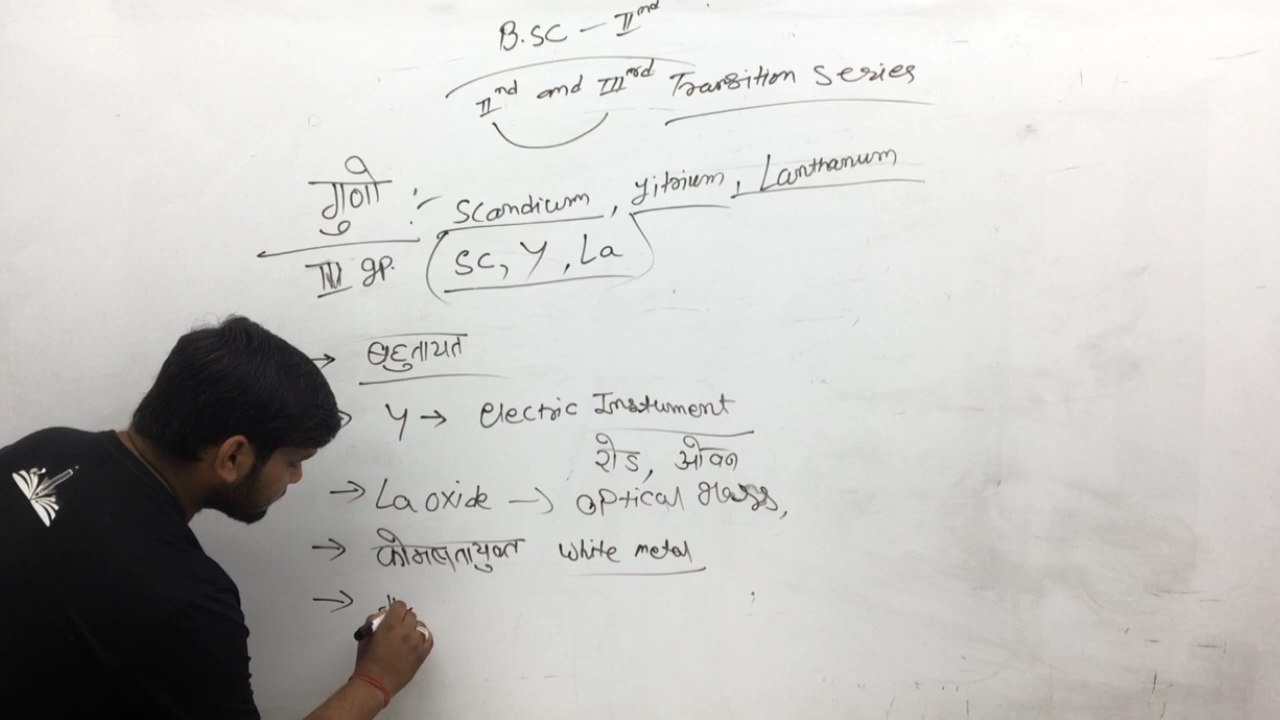 B.SC - IInd
IInd and IIIrd Transition Series
गुणो :- Scandium, yitrium, Lanthanum
III gp. (SC, Y, La)
→ बहुतायत
→ Y → Electric Instument
रोड, ओवन
→ La oxide → optical glass,
→ कोमलतायुक्त white metal
→